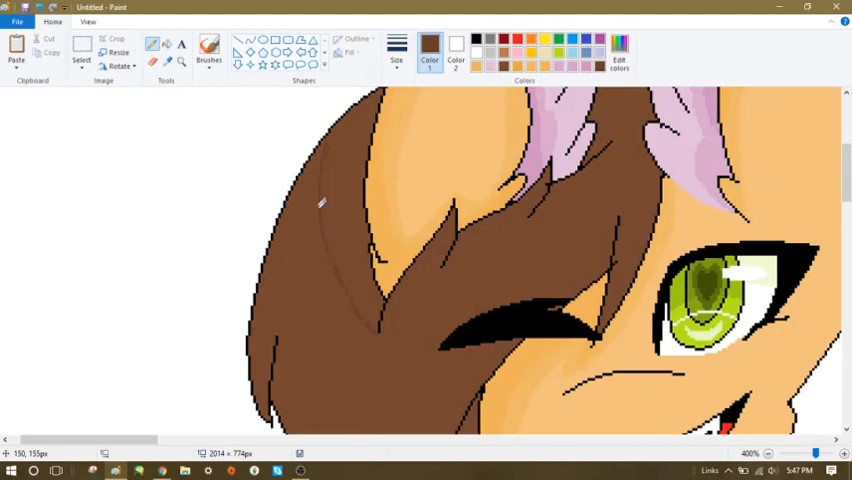 Untitled - Paint
File Home View
Paste
Cut
Copy
Clipboard
Select
Crop
Resize
Rotate
Image
A
Tools
Brushes
Outline
Fill
Shapes
Size
Color 1
Color 2
Edit colors
Colors
150, 155px
2014 × 774px
400%
Links
5:47 PM